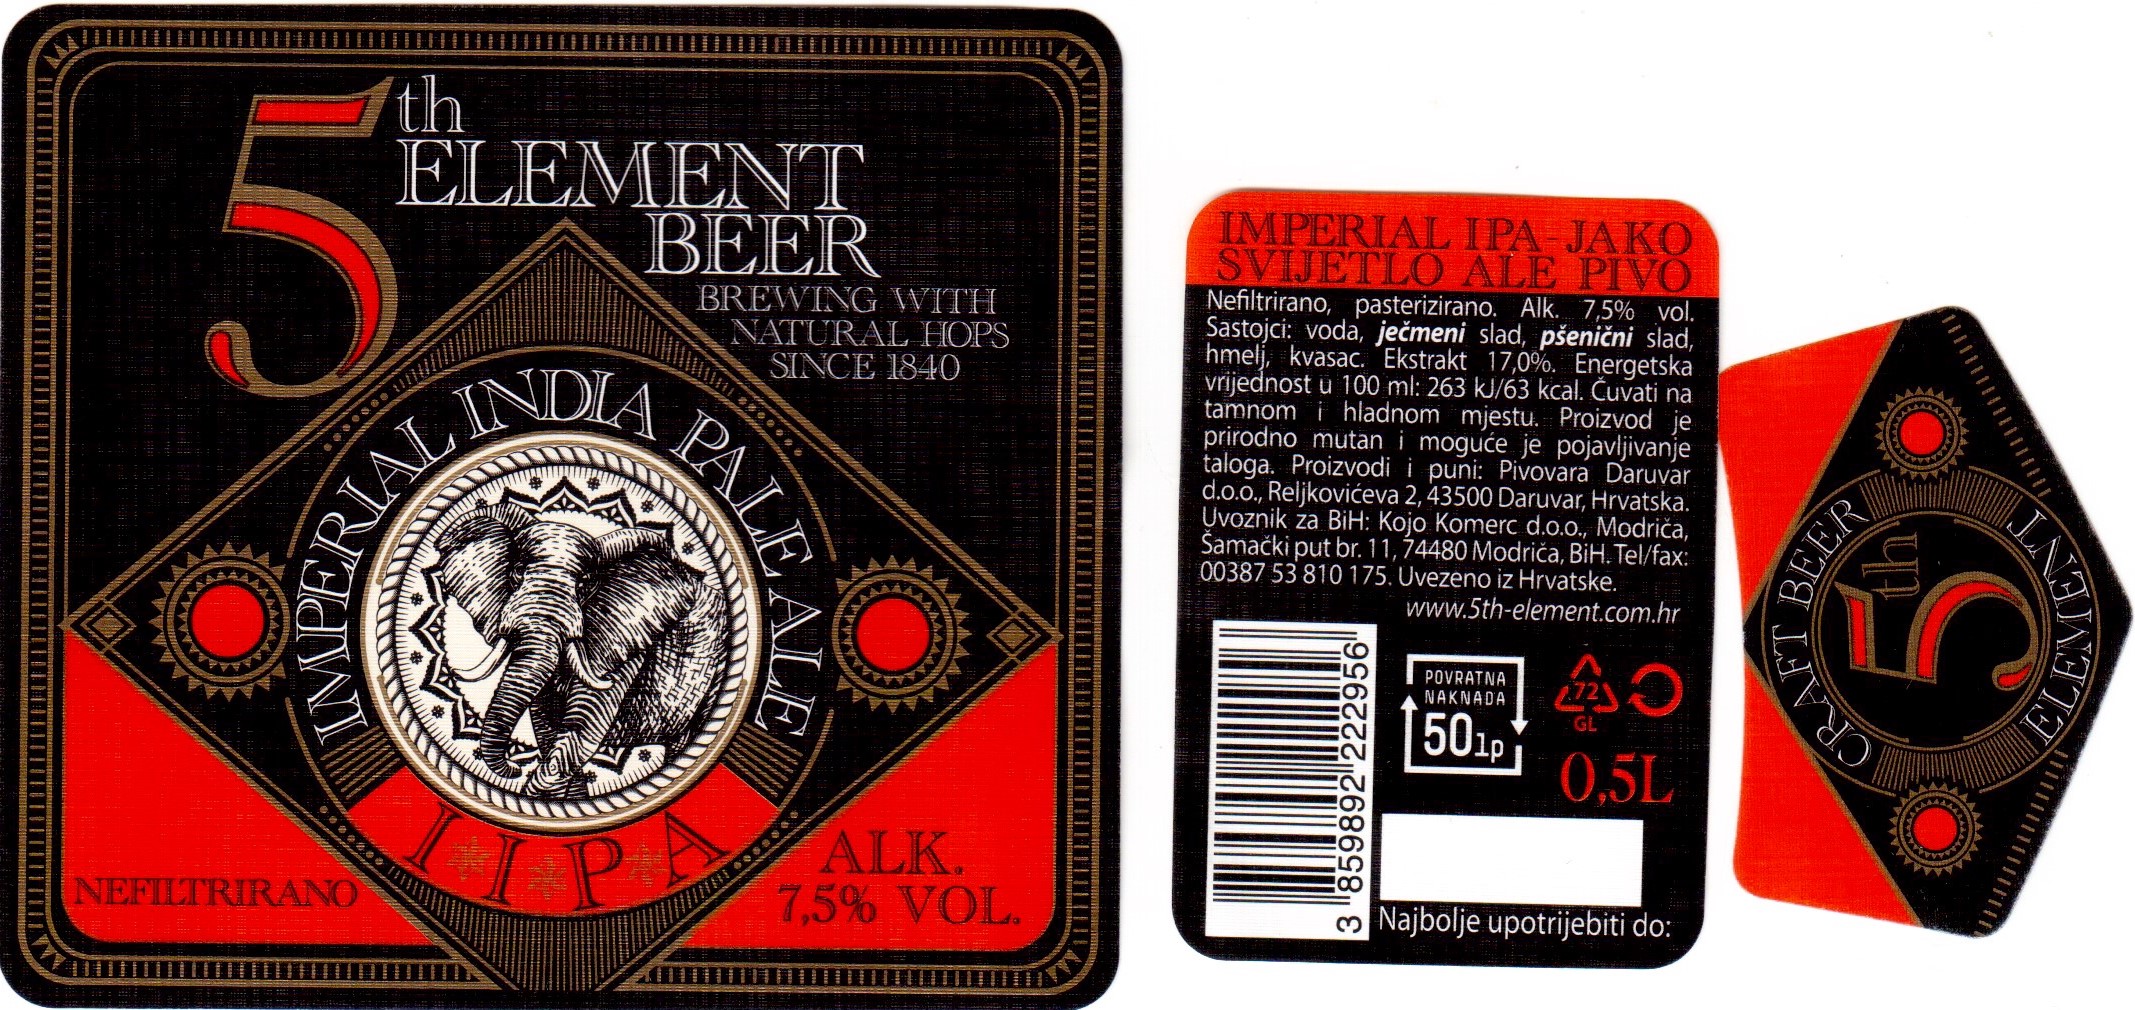 5th
ELEMENT
BEER
BREWING WITH
NATURAL HOPS
SINCE 1840
IMPERIAL INDIA PALE ALE
IIPA
NEFILTRIRANO
ALK.
7,5% VOL.
IMPERIAL IPA-JAKO
SVIJETLO ALE PIVO
Nefiltrirano, pasterizirano. Alk. 7,5% vol.
Sastojci: voda, ječmeni slad, pšenični slad,
hmelj, kvasac. Ekstrakt 17,0%. Energetska
vrijednost u 100 ml: 263 kJ/63 kcal. Čuvati na
tamnom i hladnom mjestu. Proizvod je
prirodno mutan i moguće je pojavljivanje
taloga. Proizvodi i puni: Pivovara Daruvar
d.o.o., Reljkovićeva 2, 43500 Daruvar, Hrvatska.
Uvoznik za BiH: Kojo Komerc d.o.o., Modriča,
Šamački put br. 11, 74480 Modriča, BiH. Tel/fax:
00387 53 810 175. Uvezeno iz Hrvatske.
www.5th-element.com.hr
3 859892 222956
POVRATNA
NAKNADA
50lp
72
GL
0,5L
Najbolje upotrijebiti do:
CRAFT BEER
5th
ELEMENT